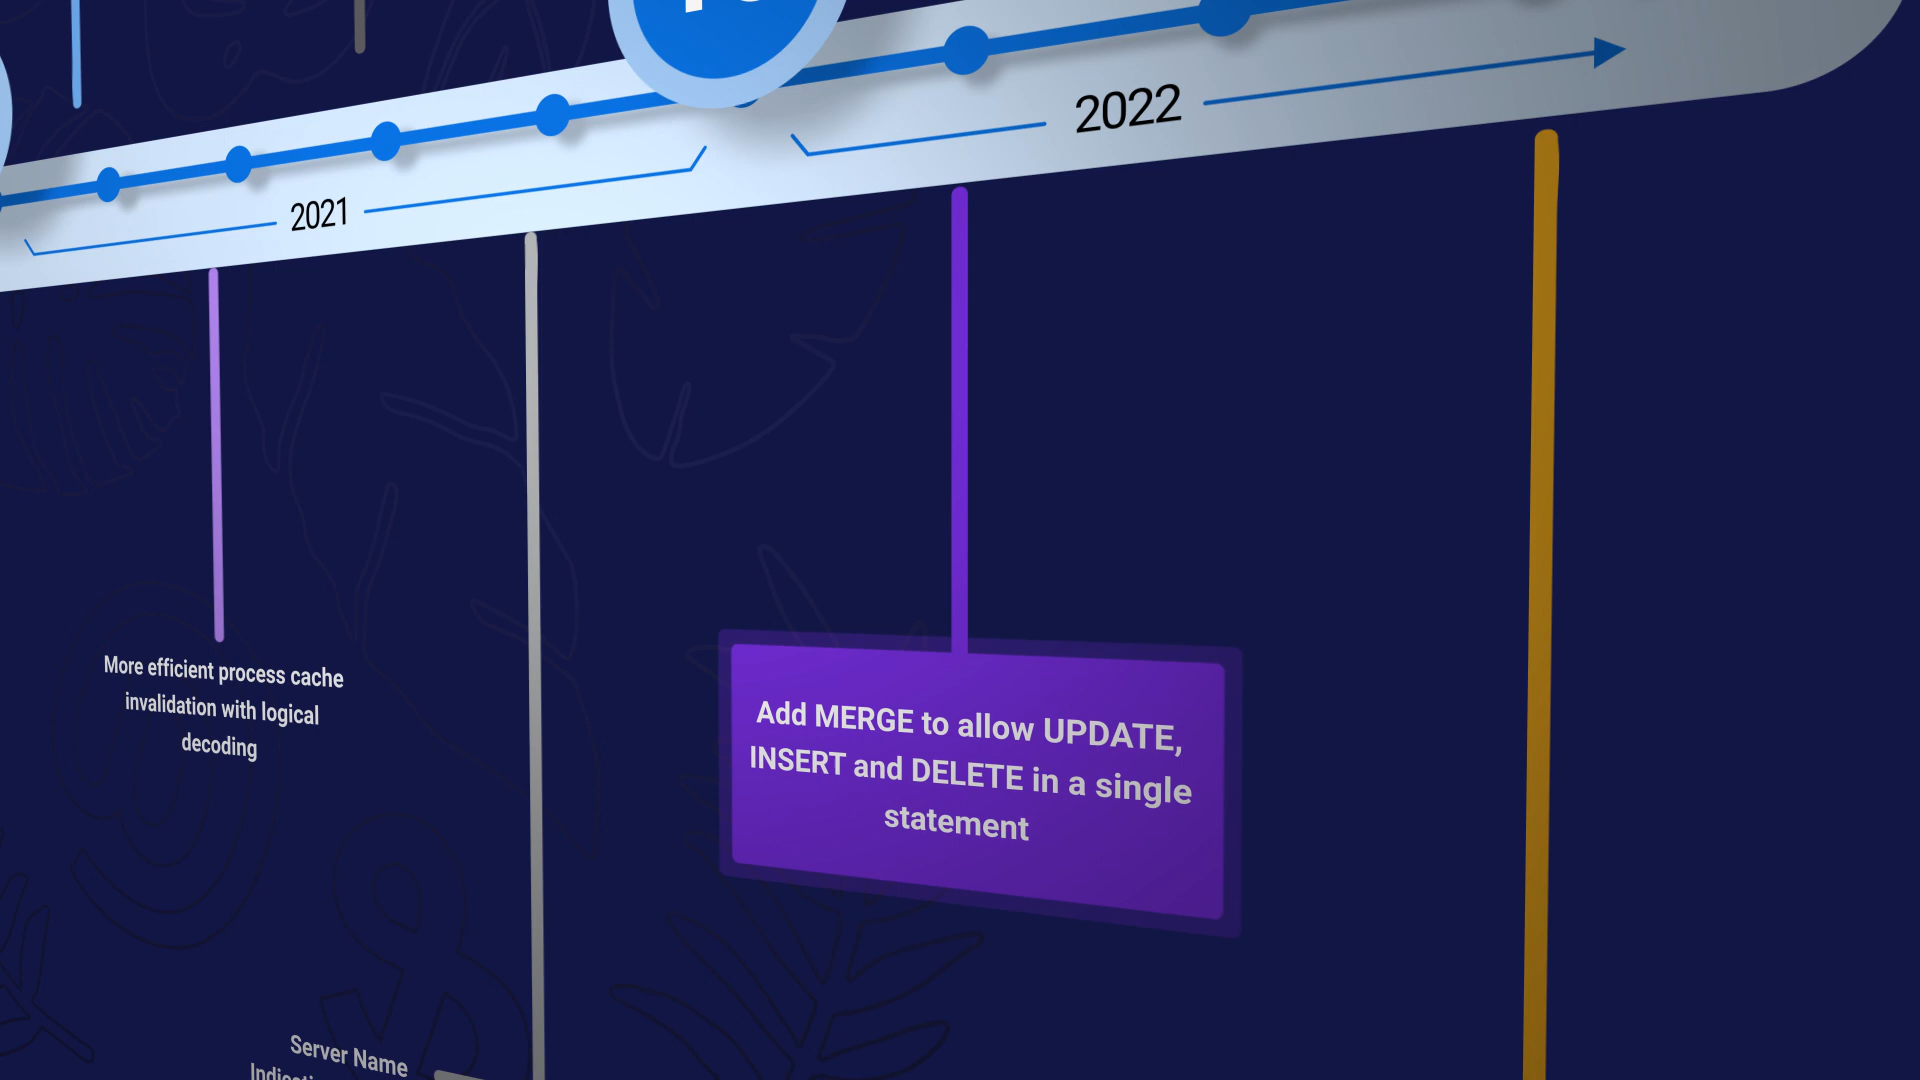 2022
2021
More efficient process cache
invalidation with logical
decoding
Add MERGE to allow UPDATE,
INSERT and DELETE in a single
statement
Server Name